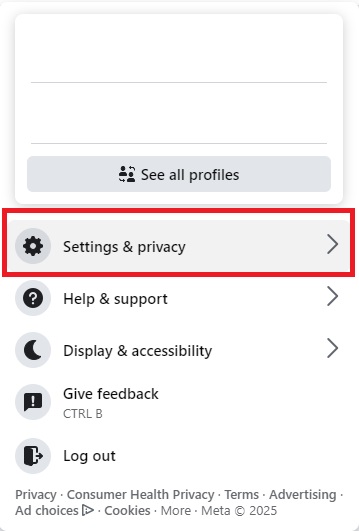 See all profiles
Settings & privacy
Help & support
Display & accessibility
Give feedback
CTRL B
Log out
Privacy · Consumer Health Privacy · Terms · Advertising ·
Ad choices · Cookies · More · Meta © 2025